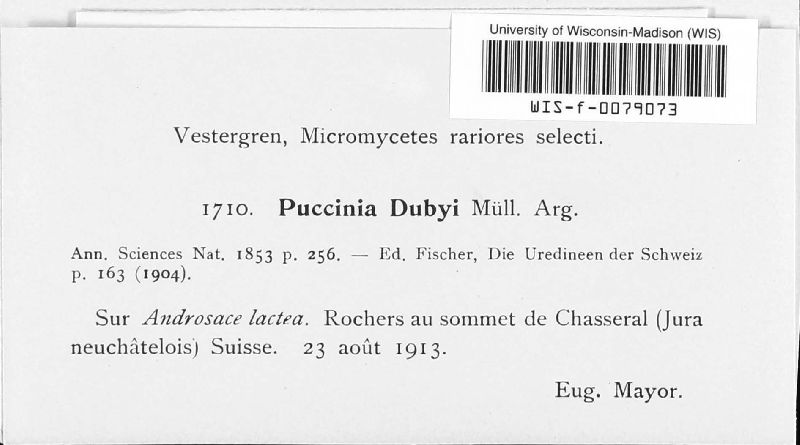 University of Wisconsin-Madison (WIS)
WIS-f-0079073
Vestergren, Micromycetes rariores selecti.
1710. Puccinia Dubyi Müll. Arg.
Ann. Sciences Nat. 1853 p. 256. — Ed. Fischer, Die Uredineen der Schweiz
p. 163 (1904).
Sur Androsace lactea. Rochers au sommet de Chasseral (Jura
neuchâtelois) Suisse. 23 août 1913.
Eug. Mayor.